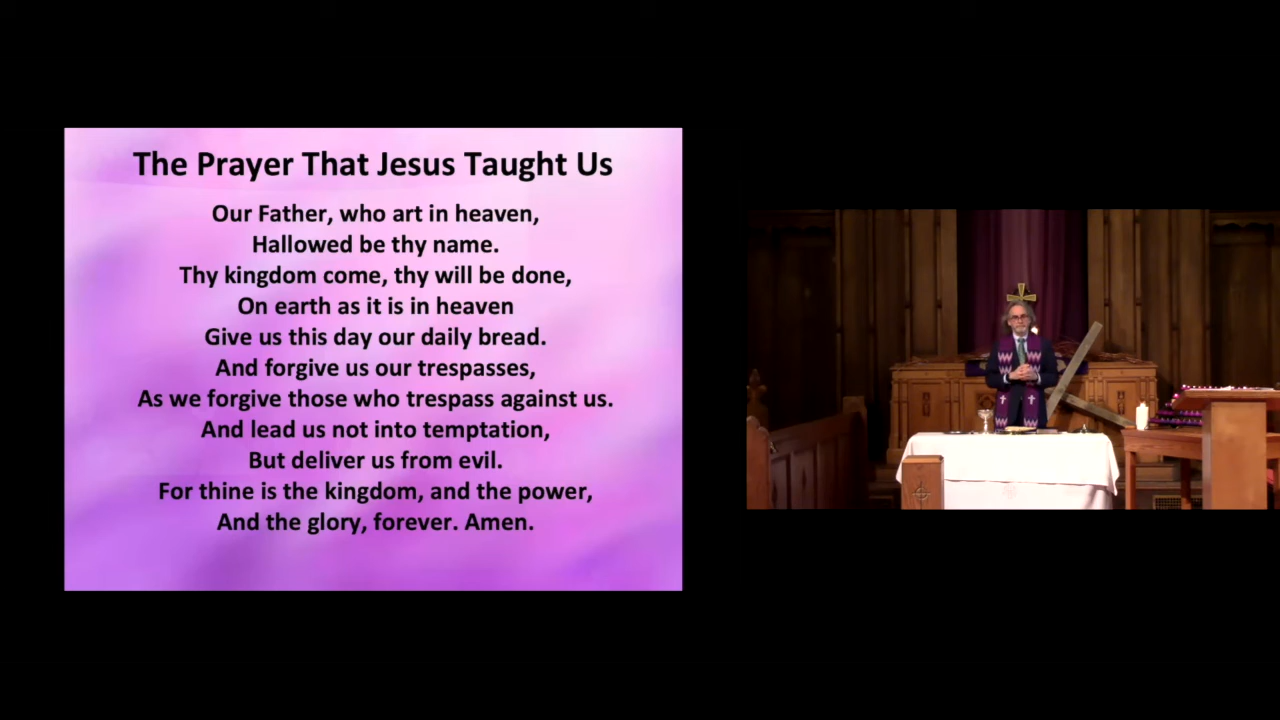 The Prayer That Jesus Taught Us
Our Father, who art in heaven,
Hallowed be thy name.
Thy kingdom come, thy will be done,
On earth as it is in heaven
Give us this day our daily bread.
And forgive us our trespasses,
As we forgive those who trespass against us.
And lead us not into temptation,
But deliver us from evil.
For thine is the kingdom, and the power,
And the glory, forever. Amen.